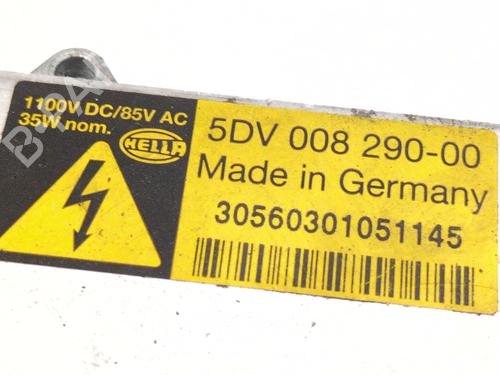 1100V DC/85V AC
35W nom.
HELLA
5DV 008 290-00
Made in Germany
30560301051145